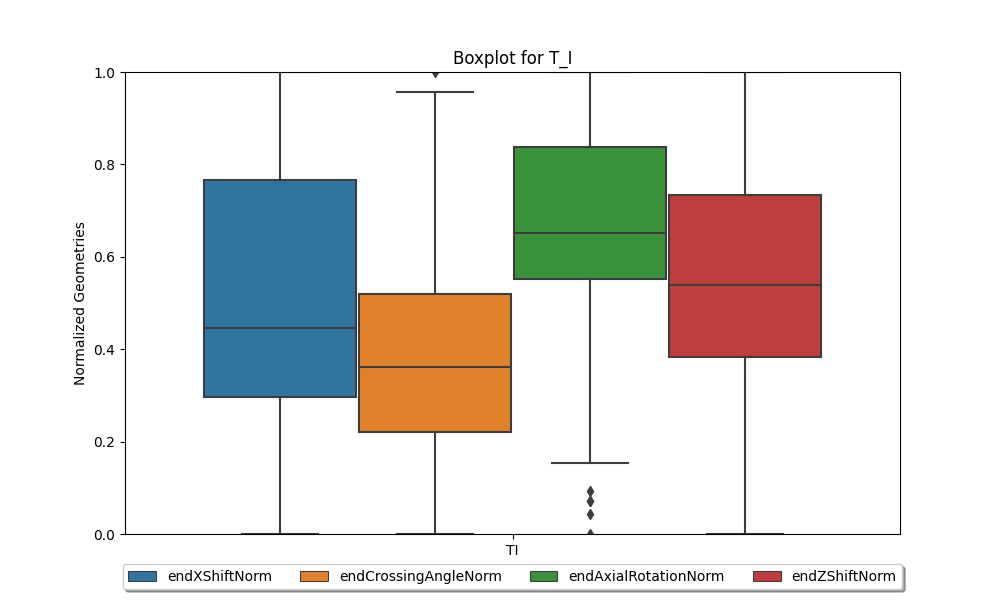 Boxplot for T_I
Normalized Geometries
1.0
0.8
0.6
0.4
0.2
0.0
TI
endXShiftNorm endCrossingAngleNorm endAxialRotationNorm endZShiftNorm